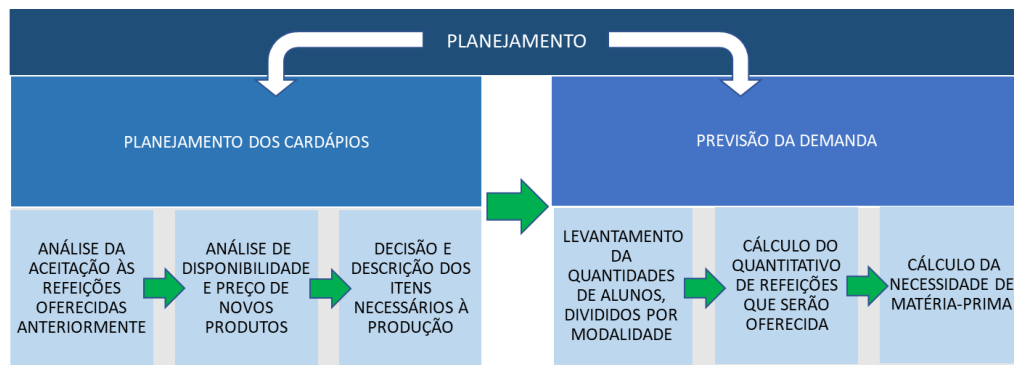 PLANEJAMENTO
PLANEJAMENTO DOS CARDÁPIOS
PREVISÃO DA DEMANDA
ANÁLISE DA
ACEITAÇÃO ÀS
REFEIÇÕES
OFERECIDAS
ANTERIORMENTE
ANÁLISE DE
DISPONIBILIDADE
E PREÇO DE
NOVOS
PRODUTOS
DECISÃO E
DESCRIÇÃO DOS
ITENS
NECESSÁRIOS À
PRODUÇÃO
LEVANTAMENTO
DA
QUANTIDADES
DE ALUNOS,
DIVIDIDOS POR
MODALIDADE
CÁLCULO DO
QUANTITATIVO
DE REFEIÇÕES
QUE SERÃO
OFERECIDA
CÁLCULO DA
NECESSIDADE DE
MATÉRIA-PRIMA